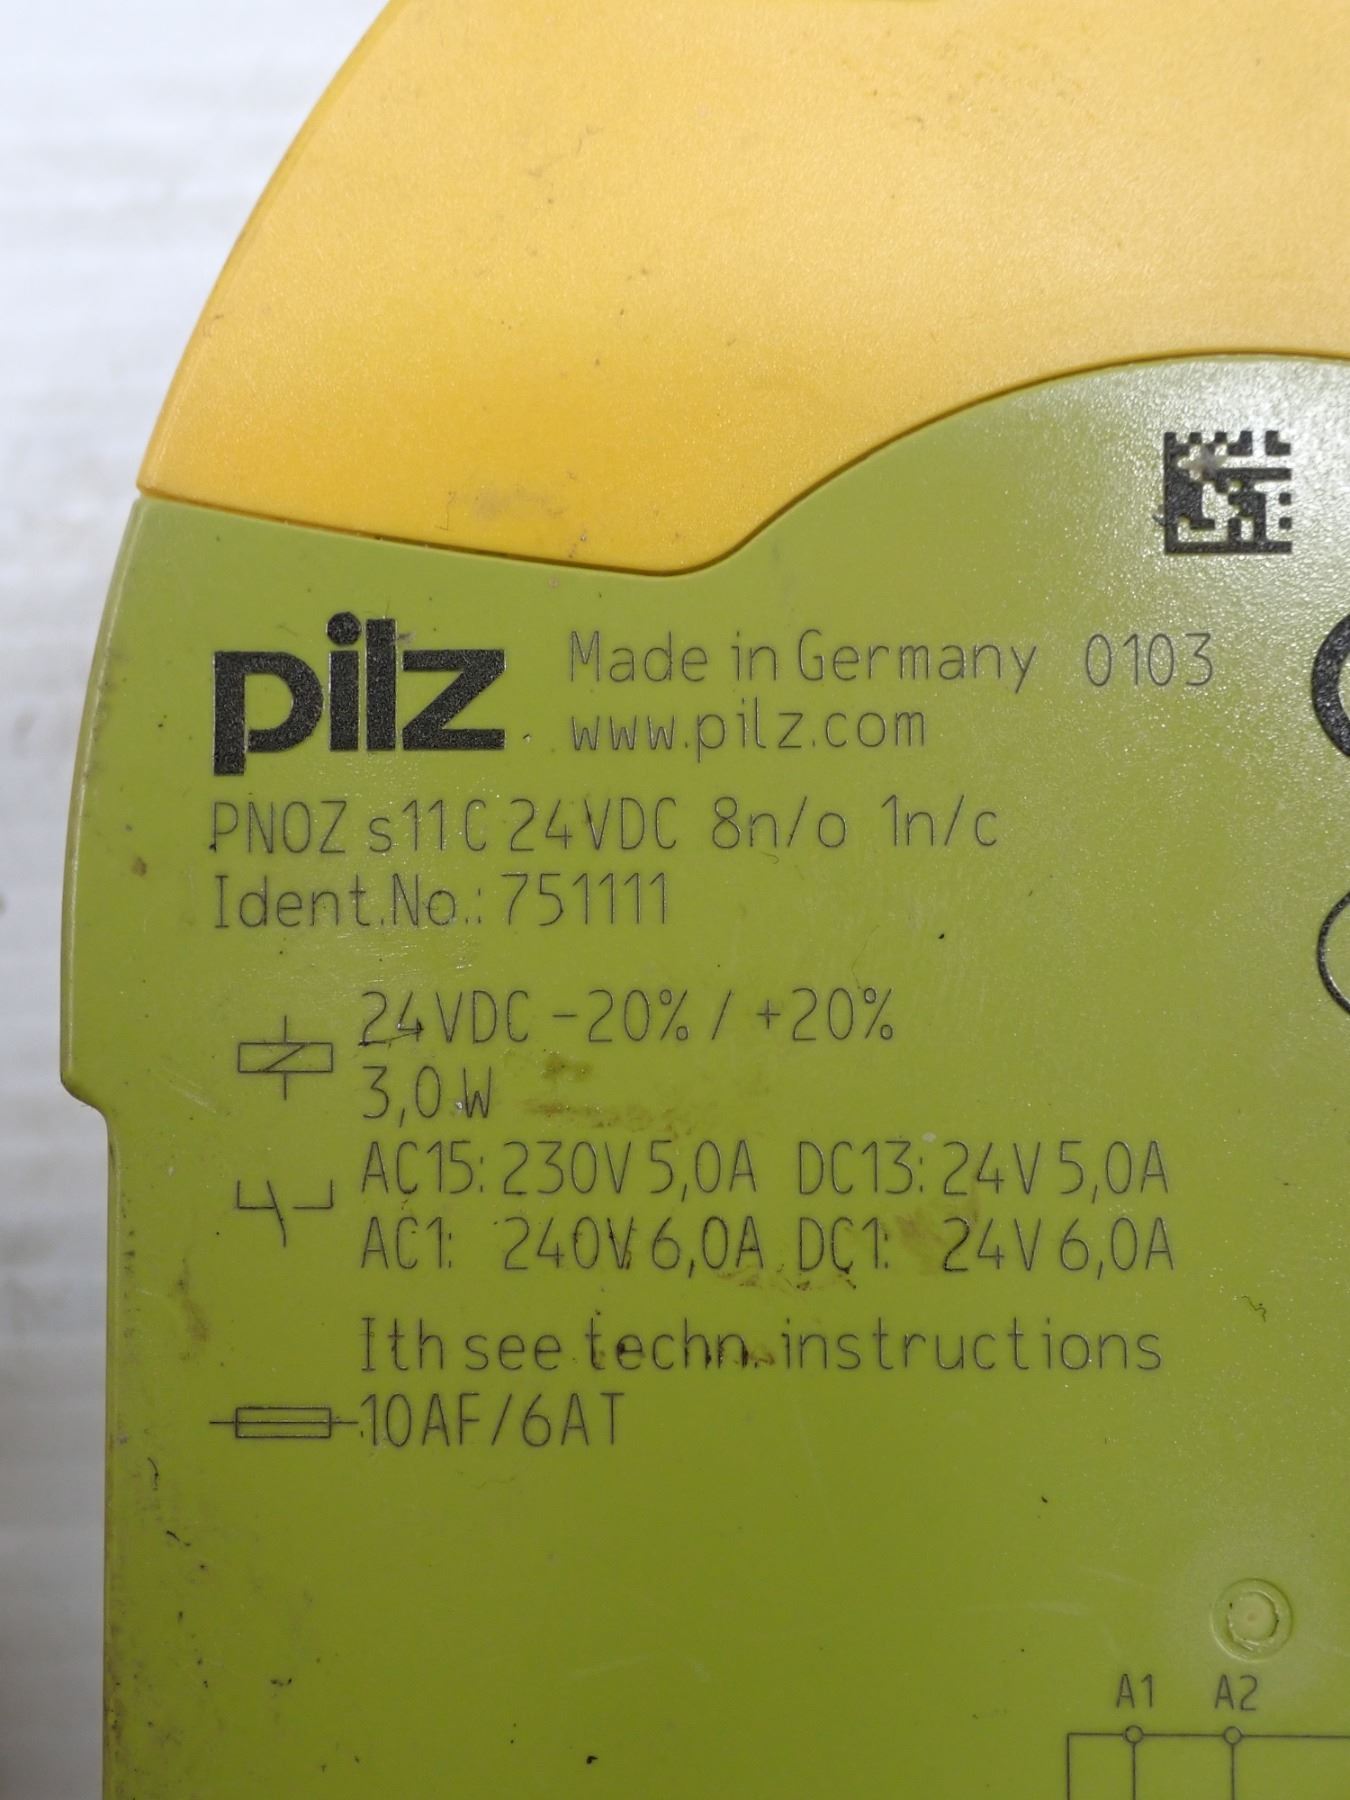 pilz Made in Germany 0103
www.pilz.com
PNOZ s11 C 24VDC 8n/o 1n/c
Ident.No.: 751111
24VDC -20% / +20%
3,0 W
AC15: 230V 5,0A DC13: 24V 5,0A
AC1: 240V 6,0A DC1: 24V 6,0A
Ith see techn. instructions
10AF/6AT
A1 A2